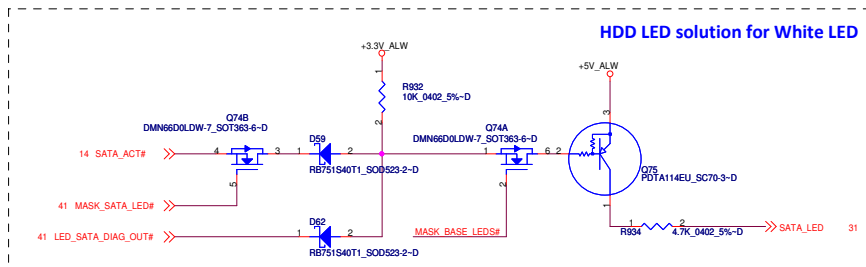 HDD LED solution for White LED
+3.3V_ALW
+5V_ALW
1
R932
10K_0402_5%~D
2
3
Q74B
DMN66D0LDW-7_SOT363-6~D
D59
Q74A
DMN66D0LDW-7_SOT363-6~D
14 SATA_ACT#
4
3
1
2
1
6
2
RB751S40T1_SOD523-2~D
Q75
PDTA114EU_SC70-3~D
5
2
41 MASK_SATA_LED#
1
D62
41 LED_SATA_DIAG_OUT#
1
2
MASK_BASE_LEDS#
1
2
SATA_LED 31
RB751S40T1_SOD523-2~D
R934
4.7K_0402_5%~D